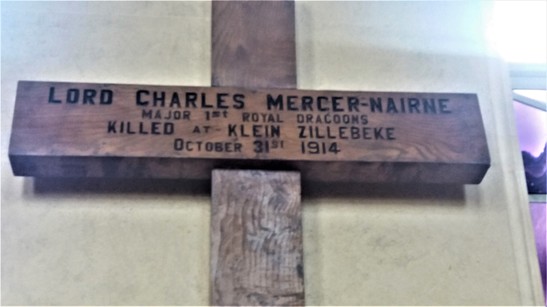 LORD CHARLES MERCER-NAIRNE
MAJOR 1st ROYAL DRAGOONS
KILLED AT KLEIN ZILLEBEKE
OCTOBER 31st 1914